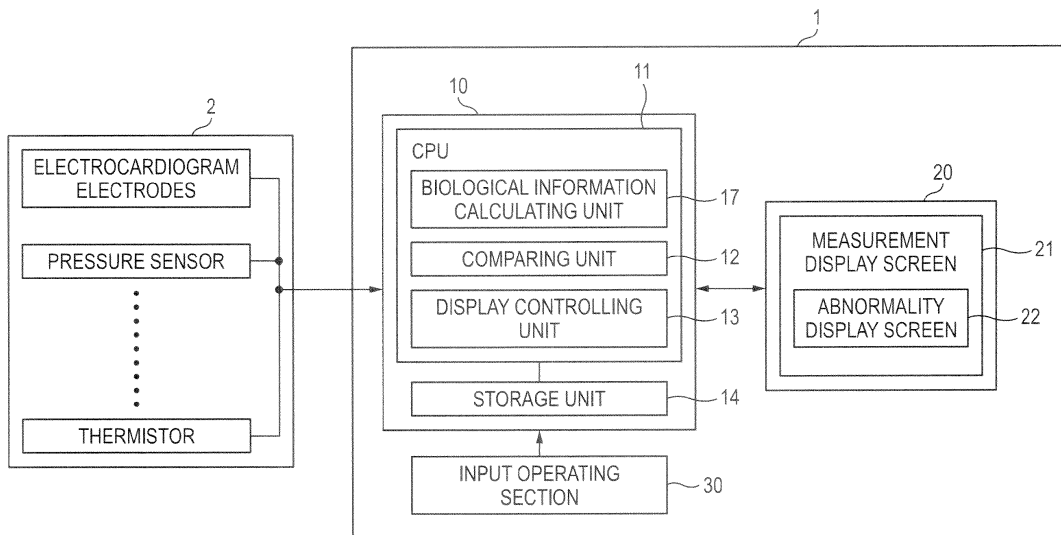 1
2
ELECTROCARDIOGRAM
ELECTRODES
PRESSURE SENSOR
THERMISTOR
10
11
CPU
BIOLOGICAL INFORMATION
CALCULATING UNIT
17
COMPARING UNIT
12
DISPLAY CONTROLLING
UNIT
13
STORAGE UNIT
14
INPUT OPERATING
SECTION
30
20
MEASUREMENT
DISPLAY SCREEN
21
ABNORMALITY
DISPLAY SCREEN
22